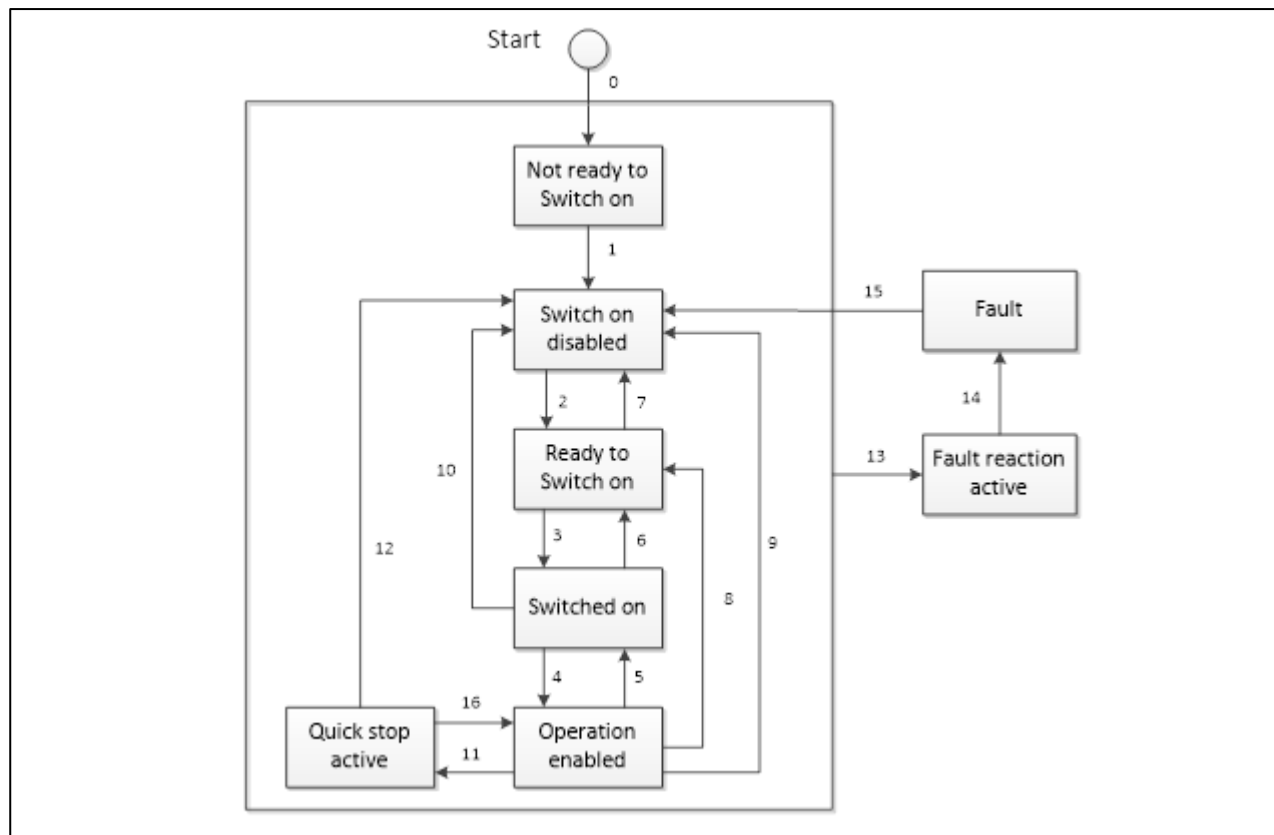 Start
0
Not ready to
Switch on
1
Switch on
disabled
15
Fault
2
7
14
10
Ready to
Switch on
13
Fault reaction
active
12
3
6
9
8
Switched on
4
5
16
Quick stop
active
11
Operation
enabled